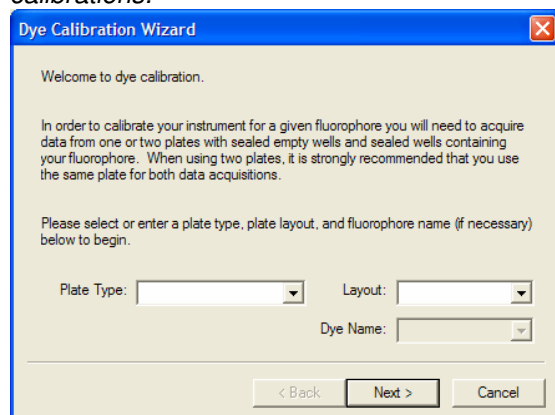 calibrations.
Dye Calibration Wizard
Welcome to dye calibration.
In order to calibrate your instrument for a given fluorophore you will need to acquire
data from one or two plates with sealed empty wells and sealed wells containing
your fluorophore. When using two plates, it is strongly recommended that you use
the same plate for both data acquisitions.
Please select or enter a plate type, plate layout, and fluorophore name (if necessary)
below to begin.
Plate Type: Layout:
Dye Name:
< Back Next > Cancel